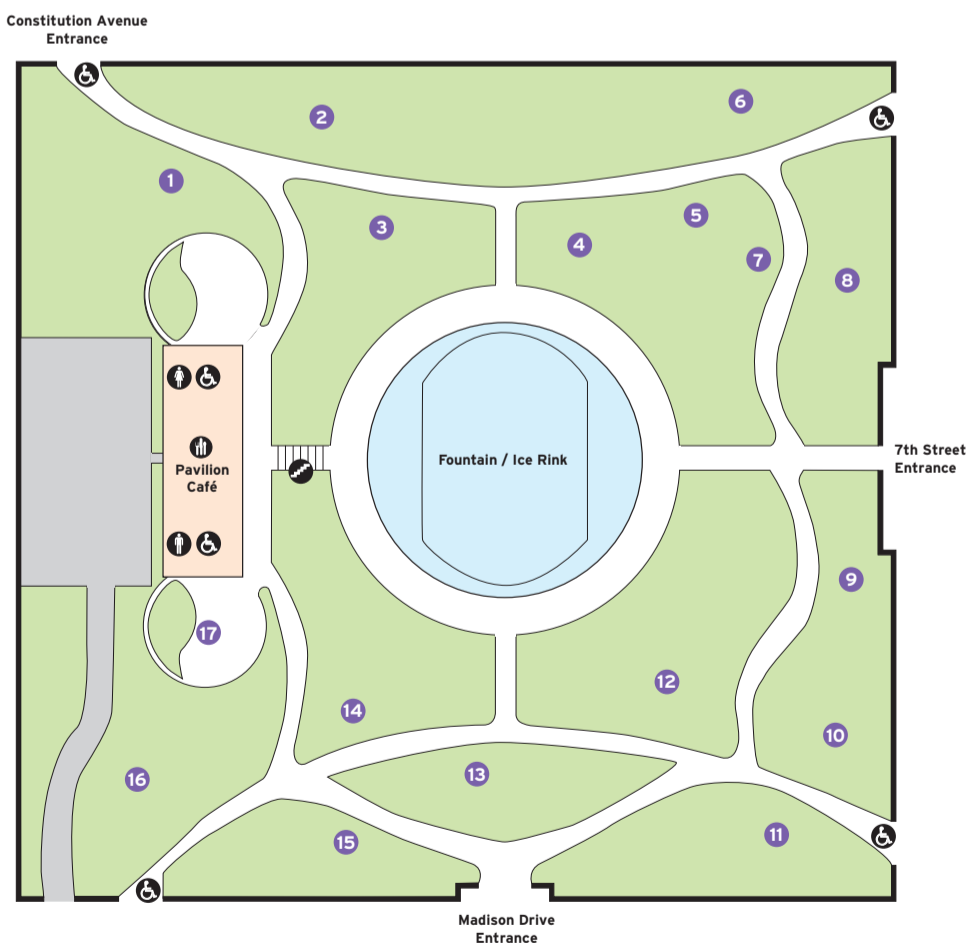 Constitution Avenue
Entrance
6
2
1
5
3
4
7
8
Fountain / Ice Rink
7th Street
Entrance
Pavilion
Café
9
17
12
14
10
13
16
11
15
Madison Drive
Entrance